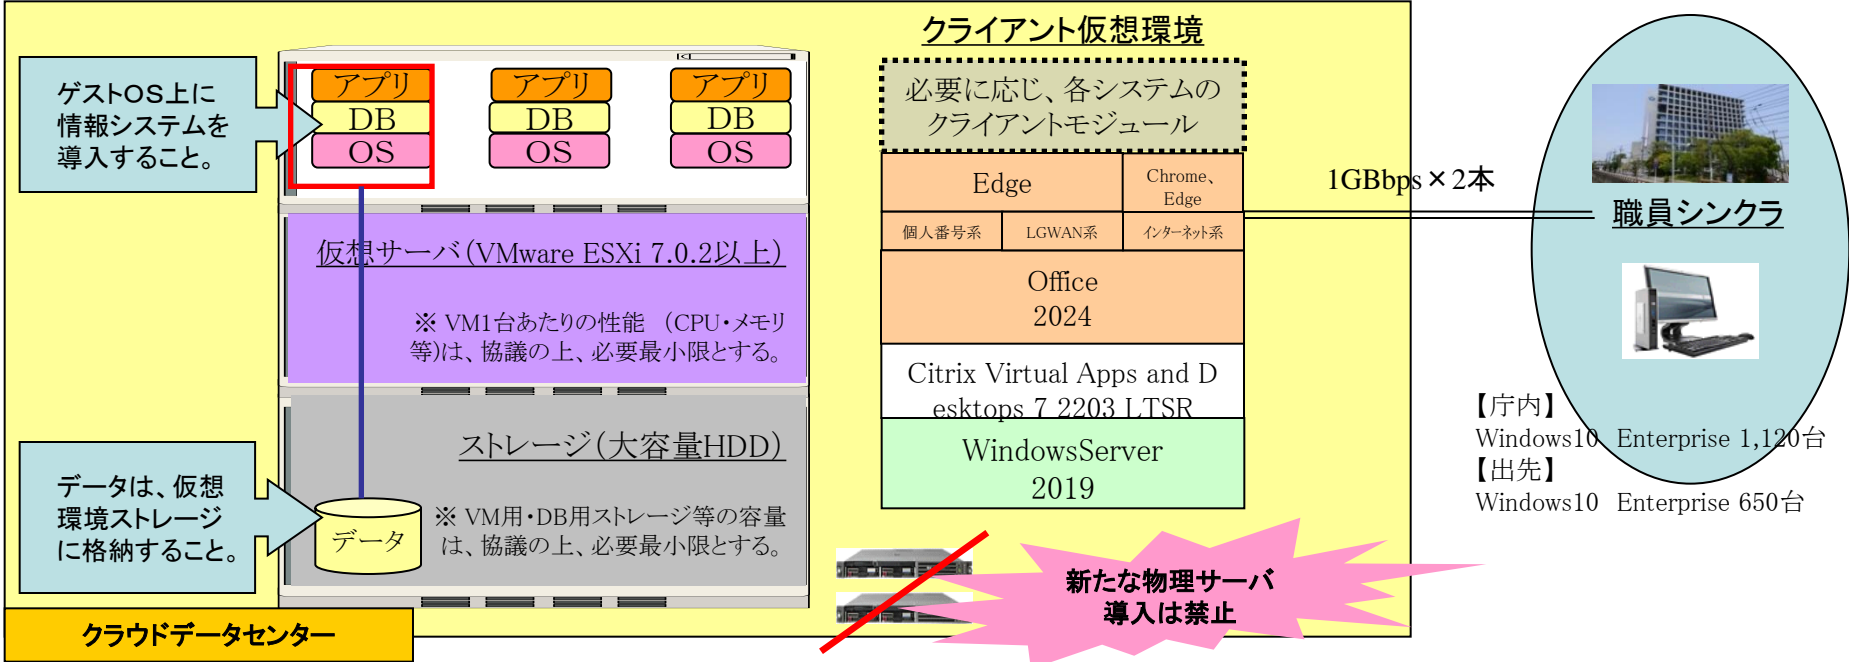 クライアント仮想環境
ゲストOS上に
情報システムを
導入すること。
アプリ
DB
OS
アプリ
DB
OS
アプリ
DB
OS
仮想サーバ(VMware ESXi 7.0.2以上)
※ VM1台あたりの性能 (CPU・メモリ
等)は、協議の上、必要最小限とする。
ストレージ(大容量HDD)
※ VM用・DB用ストレージ等の容量
は、協議の上、必要最小限とする。
データ
データは、仮想
環境ストレージ
に格納すること。
クラウドデータセンター
必要に応じ、各システムの
クライアントモジュール
Edge
Chrome、
Edge
個人番号系
LGWAN系
インターネット系
Office
2024
Citrix Virtual Apps and D
esktops 7 2203 LTSR
WindowsServer
2019
新たな物理サーバ
導入は禁止
1GBbps×2本
職員シンクラ
【庁内】
Windows10 Enterprise 1,120台
【出先】
Windows10 Enterprise 650台